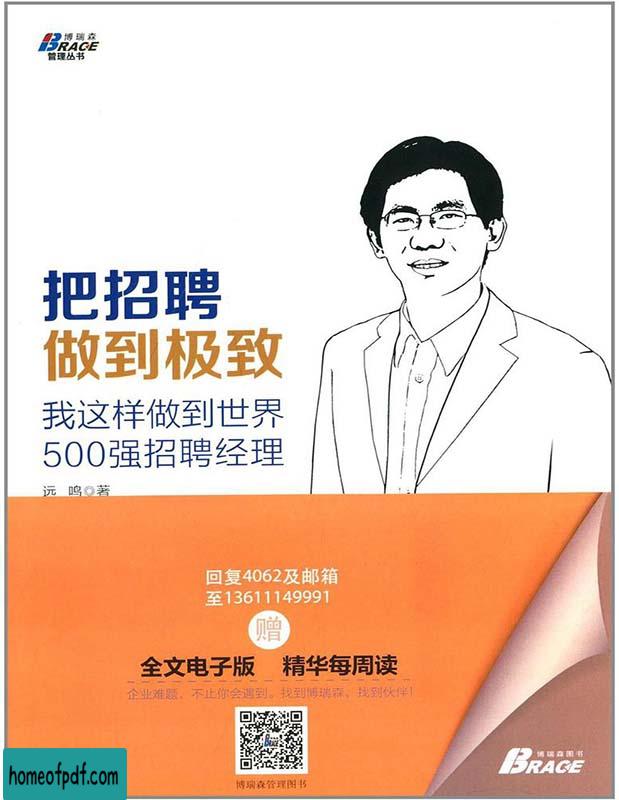 博瑞森
BRACE
管理丛书
把招聘
做到极致
我这样做到世界
500强招聘经理
远 鸣◎著
回复4062及邮箱
至13611149991
赠
全文电子版 精华每周读
企业难题、不止你会遇到。找到博瑞森、找到伙伴!
博瑞森管理图书
博瑞森图书
BRACE
homeofpdf.com